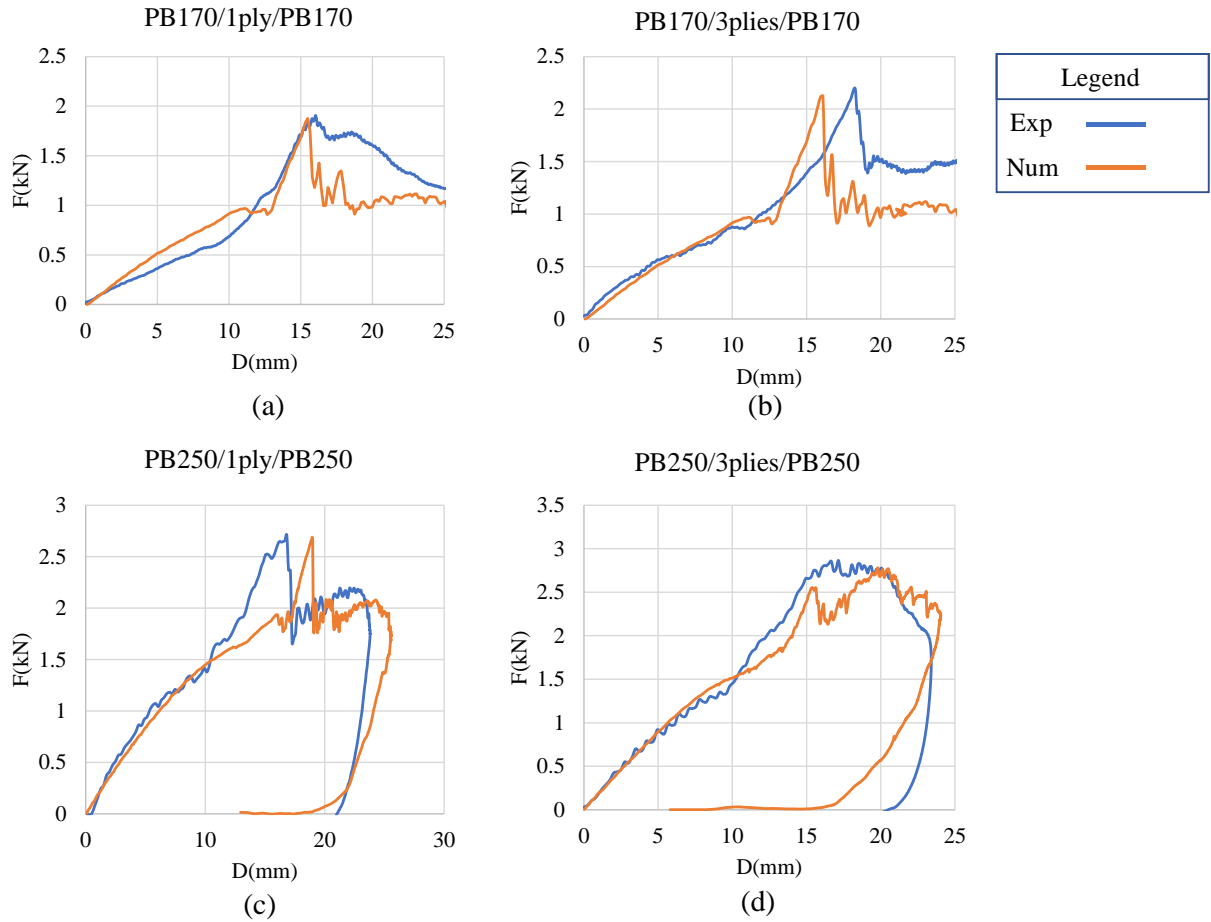 PB170/1ply/PB170
F(kN)
2.5
2
1.5
1
0.5
0
0 5 10 15 20 25
D(mm)
(a)
PB170/3plies/PB170
F(kN)
2.5
2
1.5
1
0.5
0
0 5 10 15 20 25
D(mm)
(b)
Legend
Exp
Num
PB250/1ply/PB250
F(kN)
3
2.5
2
1.5
1
0.5
0
0 10 20 30
D(mm)
(c)
PB250/3plies/PB250
F(kN)
3.5
3
2.5
2
1.5
1
0.5
0
0 5 10 15 20 25
D(mm)
(d)